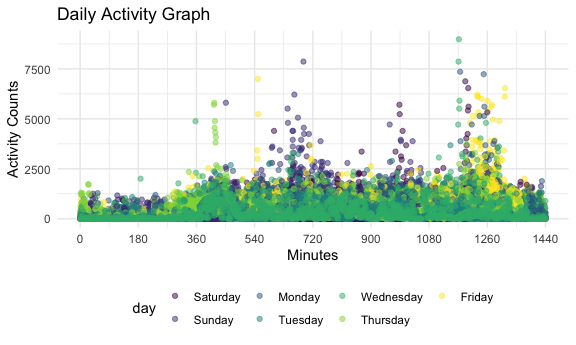 Daily Activity Graph
Activity Counts
7500
5000
2500
0
0 180 360 540 720 900 1080 1260 1440
Minutes
day
Saturday Monday Wednesday Friday
Sunday Tuesday Thursday